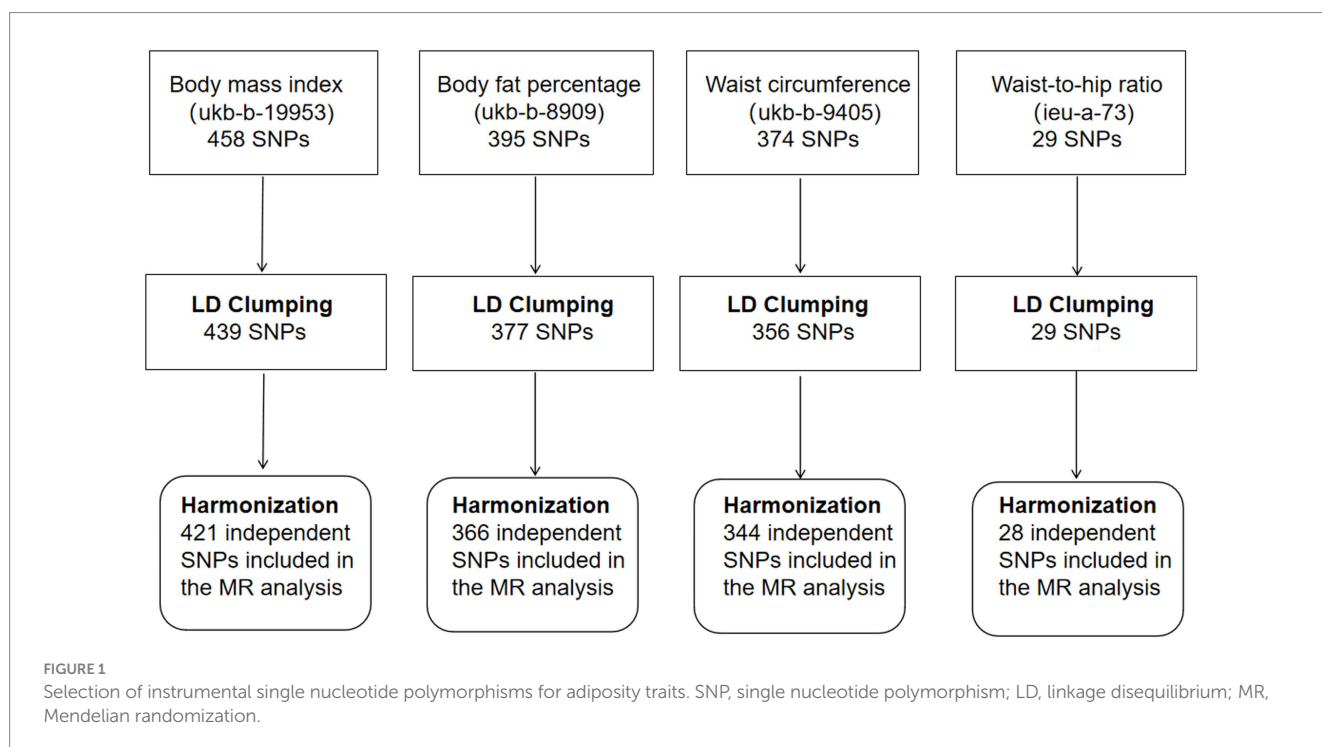 Body mass index
(ukb-b-19953)
458 SNPs
LD Clumping
439 SNPs
Harmonization
421 independent
SNPs included in
the MR analysis
Body fat percentage
(ukb-b-8909)
395 SNPs
LD Clumping
377 SNPs
Harmonization
366 independent
SNPs included in
the MR analysis
Waist circumference
(ukb-b-9405)
374 SNPs
LD Clumping
356 SNPs
Harmonization
344 independent
SNPs included in
the MR analysis
Waist-to-hip ratio
(ieu-a-73)
29 SNPs
LD Clumping
29 SNPs
Harmonization
28 independent
SNPs included in
the MR analysis
FIGURE 1
Selection of instrumental single nucleotide polymorphisms for adiposity traits. SNP, single nucleotide polymorphism; LD, linkage disequilibrium; MR,
Mendelian randomization.